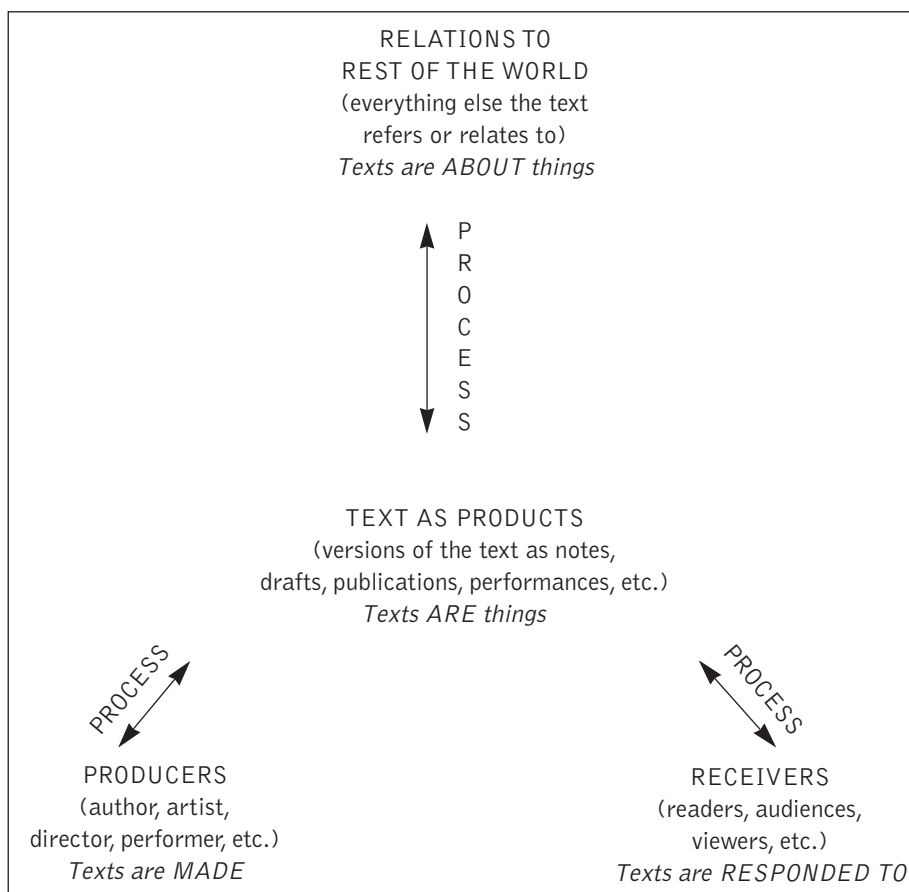 RELATIONS TO
REST OF THE WORLD
(everything else the text
refers or relates to)
Texts are ABOUT things
P
R
O
C
E
S
S
TEXT AS PRODUCTS
(versions of the text as notes,
drafts, publications, performances, etc.)
Texts ARE things
PROCESS
PROCESS
PRODUCERS
(author, artist,
director, performer, etc.)
Texts are MADE
RECEIVERS
(readers, audiences,
viewers, etc.)
Texts are RESPONDED TO